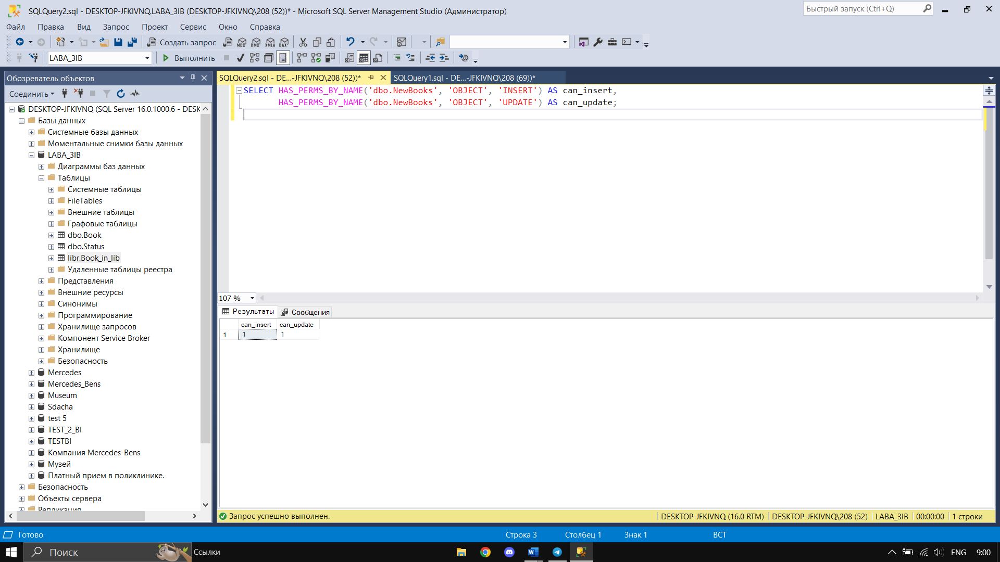 SQLQuery2.sql - DESKTOP-JFKIVNQ.LABA_3IB (DESKTOP-JFKIVNQ\208 (52))* - Microsoft SQL Server Management Studio (Администратор)
Быстрый запуск (Ctrl+Q)
Файл Правка Вид Запрос Проект Сервис Окно Справка
Создать запрос MDX DMX XMLA DAX
LABA_3IB Выполнить
Обозреватель объектов
SQLQuery2.sql - DE...-JFKIVNQ\208 (52))* SQLQuery1.sql - DE...-JFKIVNQ\208 (69))*
Соединить
DESKTOP-JFKIVNQ (SQL Server 16.0.1000.6 - DESK
Базы данных
Системные базы данных
Моментальные снимки базы данных
LABA_3IB
Диаграммы баз данных
Таблицы
Системные таблицы
FileTables
Внешние таблицы
Графовые таблицы
dbo.Book
dbo.Status
libr.Book_in_lib
Удаленные таблицы реестра
Представления
Внешние ресурсы
Синонимы
Программирование
Хранилище запросов
Компонент Service Broker
Хранилище
Безопасность
Mercedes
Mercedes_Bens
Museum
Sdacha
test 5
TEST_2_BI
TESTBI
Компания Mercedes-Bens
Музей
Платный прием в поликлинике.
Безопасность
Объекты сервера
Репликация
SELECT HAS_PERMS_BY_NAME('dbo.NewBooks', 'OBJECT', 'INSERT') AS can_insert,
HAS_PERMS_BY_NAME('dbo.NewBooks', 'OBJECT', 'UPDATE') AS can_update;
107 %
Результаты Сообщения
can_insert can_update
1 1 1
Запрос успешно выполнен. DESKTOP-JFKIVNQ (16.0 RTM) DESKTOP-JFKIVNQ\208 (52) LABA_3IB 00:00:00 1 строки
Готово Строка 3 Столбец 1 Знак 1 ВСТ
Поиск Ссылки ENG 9:00